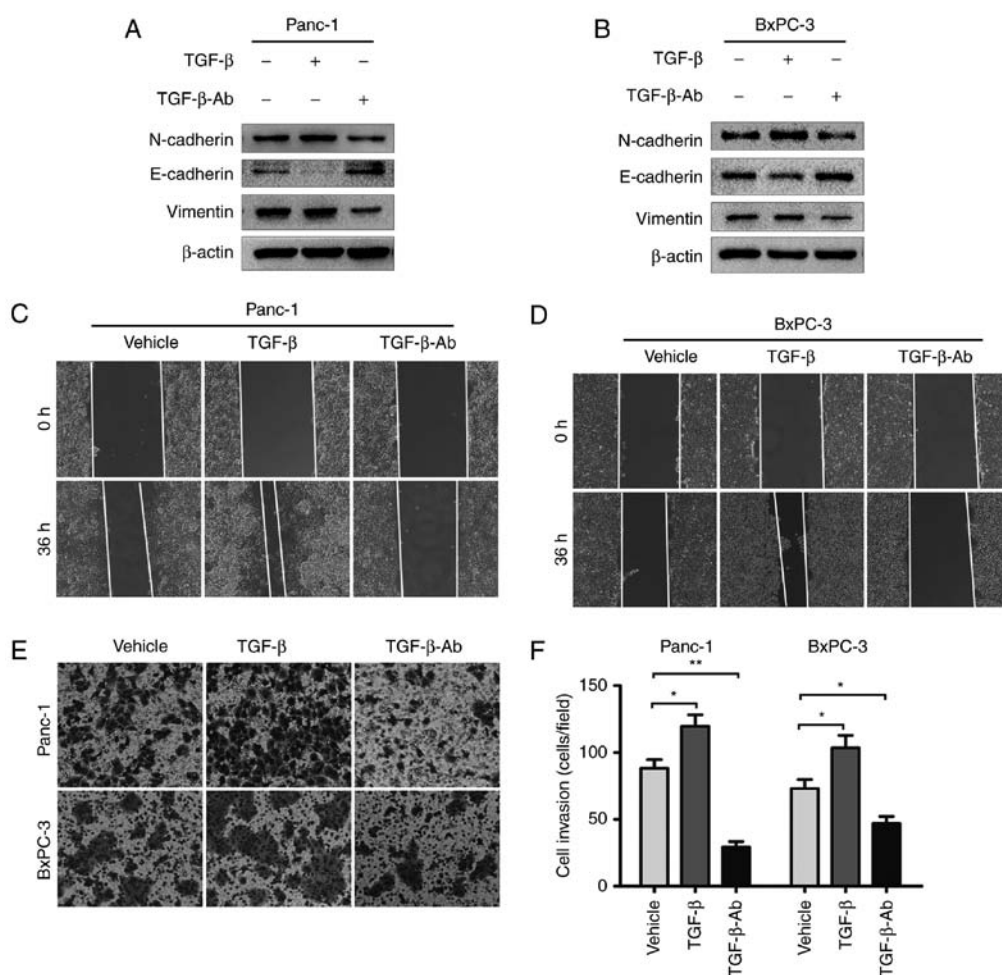 A
Panc-1
TGF-β – + –
TGF-β-Ab – – +
N-cadherin
E-cadherin
Vimentin
β-actin
B
BxPC-3
TGF-β – + –
TGF-β-Ab – – +
N-cadherin
E-cadherin
Vimentin
β-actin
C
Panc-1
Vehicle TGF-β TGF-β-Ab
0 h
36 h
D
BxPC-3
Vehicle TGF-β TGF-β-Ab
0 h
36 h
E
Vehicle TGF-β TGF-β-Ab
Panc-1
BxPC-3
F
Panc-1 BxPC-3
** *
* *
Cell invasion (cells/field)
150
100
50
0
Vehicle TGF-β TGF-β-Ab Vehicle TGF-β TGF-β-Ab